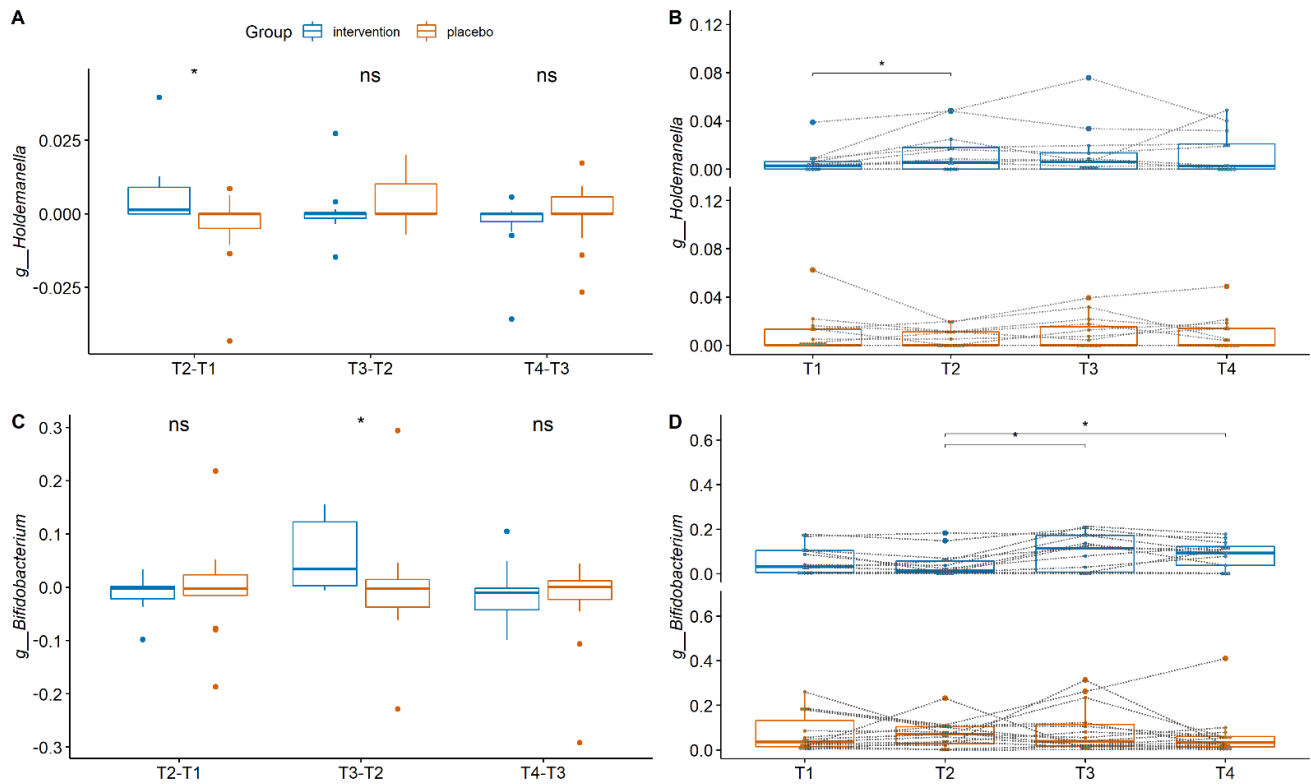 A
Group intervention placebo
* ns ns
g__Holdemanella
0.025
0.000
-0.025
T2-T1 T3-T2 T4-T3
B
0.12
*
0.08
0.04
0.00
g__Holdemanella
0.12
0.08
0.04
0.00
T1 T2 T3 T4
C
ns * ns
g__Bifidobacterium
0.3
0.2
0.1
0.0
-0.1
-0.2
-0.3
T2-T1 T3-T2 T4-T3
D
0.6
*
*
0.4
0.2
0.0
g__Bifidobacterium
0.6
0.4
0.2
0.0
T1 T2 T3 T4